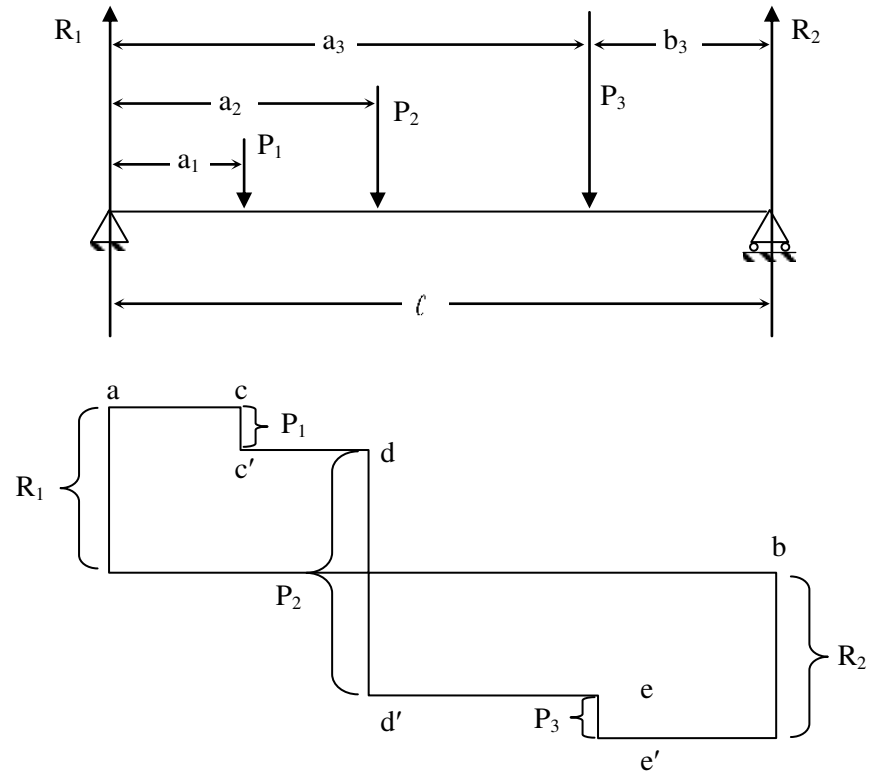 R₁ a₃ b₃ R₂
a₂ P₂ P₃
a₁ P₁
ℓ
a c
P₁
c′ d
R₁
b
P₂
R₂
e
d′ P₃
e′